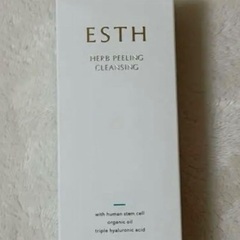 ESTH
HERB PEELING
CLEANSING
with human stem cell
organic oil
triple hyaluronic acid